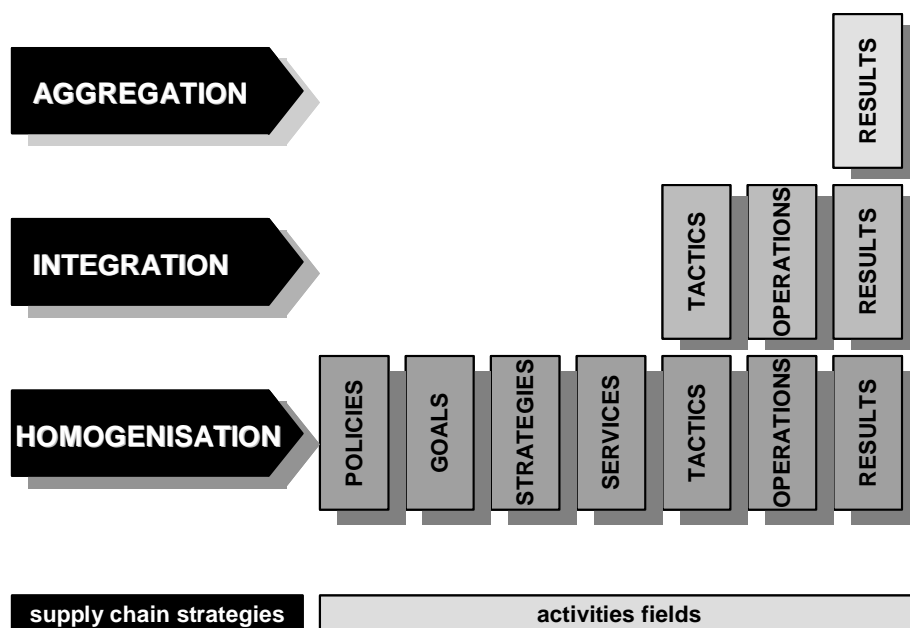 AGGREGATION
RESULTS
INTEGRATION
TACTICS
OPERATIONS
RESULTS
HOMOGENISATION
POLICIES
GOALS
STRATEGIES
SERVICES
TACTICS
OPERATIONS
RESULTS
supply chain strategies
activities fields